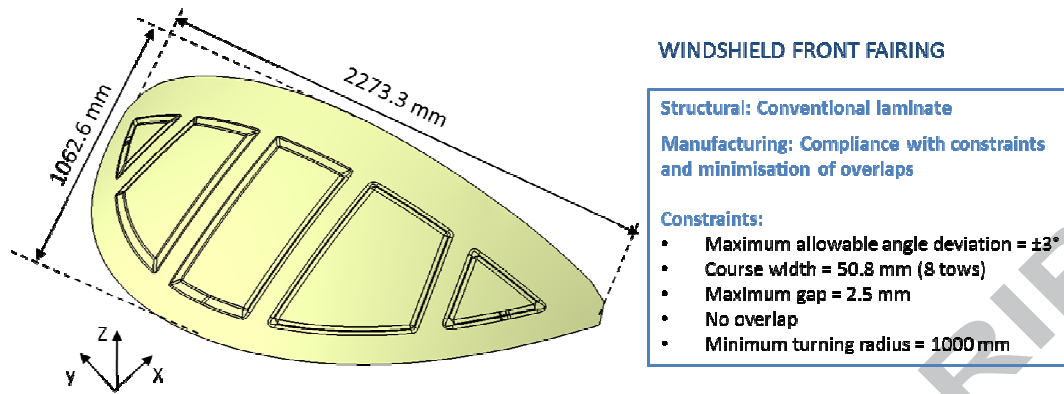 2273.3 mm
1062.6 mm
Z
y
X
WINDSHIELD FRONT FAIRING
Structural: Conventional laminate
Manufacturing: Compliance with constraints
and minimisation of overlaps
Constraints:
• Maximum allowable angle deviation = ±3°
• Course width = 50.8 mm (8 tows)
• Maximum gap = 2.5 mm
• No overlap
• Minimum turning radius = 1000 mm